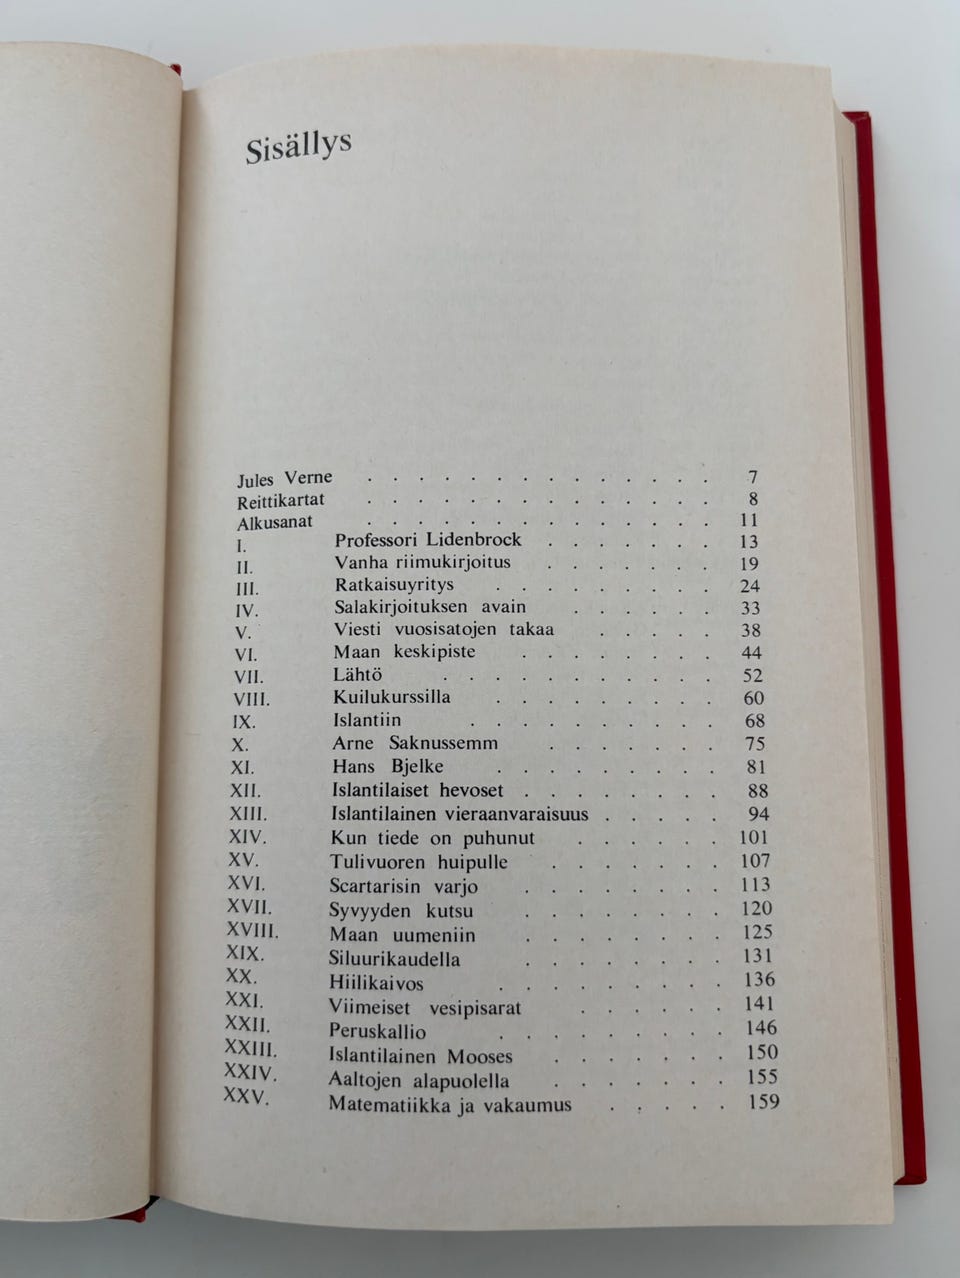 Sisällys
Jules Verne . . . . . . . . . . . . . . 7
Reittikartat . . . . . . . . . . . . . . 8
Alkusanat . . . . . . . . . . . . . . 11
I. Professori Lidenbrock . . . . . . . 13
II. Vanha riimukirjoitus . . . . . . . 19
III. Ratkaisuyritys . . . . . . . . . 24
IV. Salakirjoituksen avain . . . . . . 33
V. Viesti vuosisatojen takaa . . . . . 38
VI. Maan keskipiste . . . . . . . . 44
VII. Lähtö . . . . . . . . . . . 52
VIII. Kuilukurssilla . . . . . . . . . 60
IX. Islantiin . . . . . . . . . . 68
X. Arne Saknussemm . . . . . . . 75
XI. Hans Bjelke . . . . . . . . . 81
XII. Islantilaiset hevoset . . . . . . . . 88
XIII. Islantilainen vieraanvaraisuus . . . . . 94
XIV. Kun tiede on puhunut . . . . . . 101
XV. Tulivuoren huipulle . . . . . . . 107
XVI. Scartarisin varjo . . . . . . . . 113
XVII. Syvyyden kutsu . . . . . . . . 120
XVIII. Maan uumeniin . . . . . . . . 125
XIX. Siluurikaudella . . . . . . . . 131
XX. Hiilikaivos . . . . . . . . . 136
XXI. Viimeiset vesipisarat . . . . . . 141
XXII. Peruskallio . . . . . . . . . 146
XXIII. Islantilainen Mooses . . . . . . . 150
XXIV. Aaltojen alapuolella . . . . . . . 155
XXV. Matematiikka ja vakaumus . . . . . 159